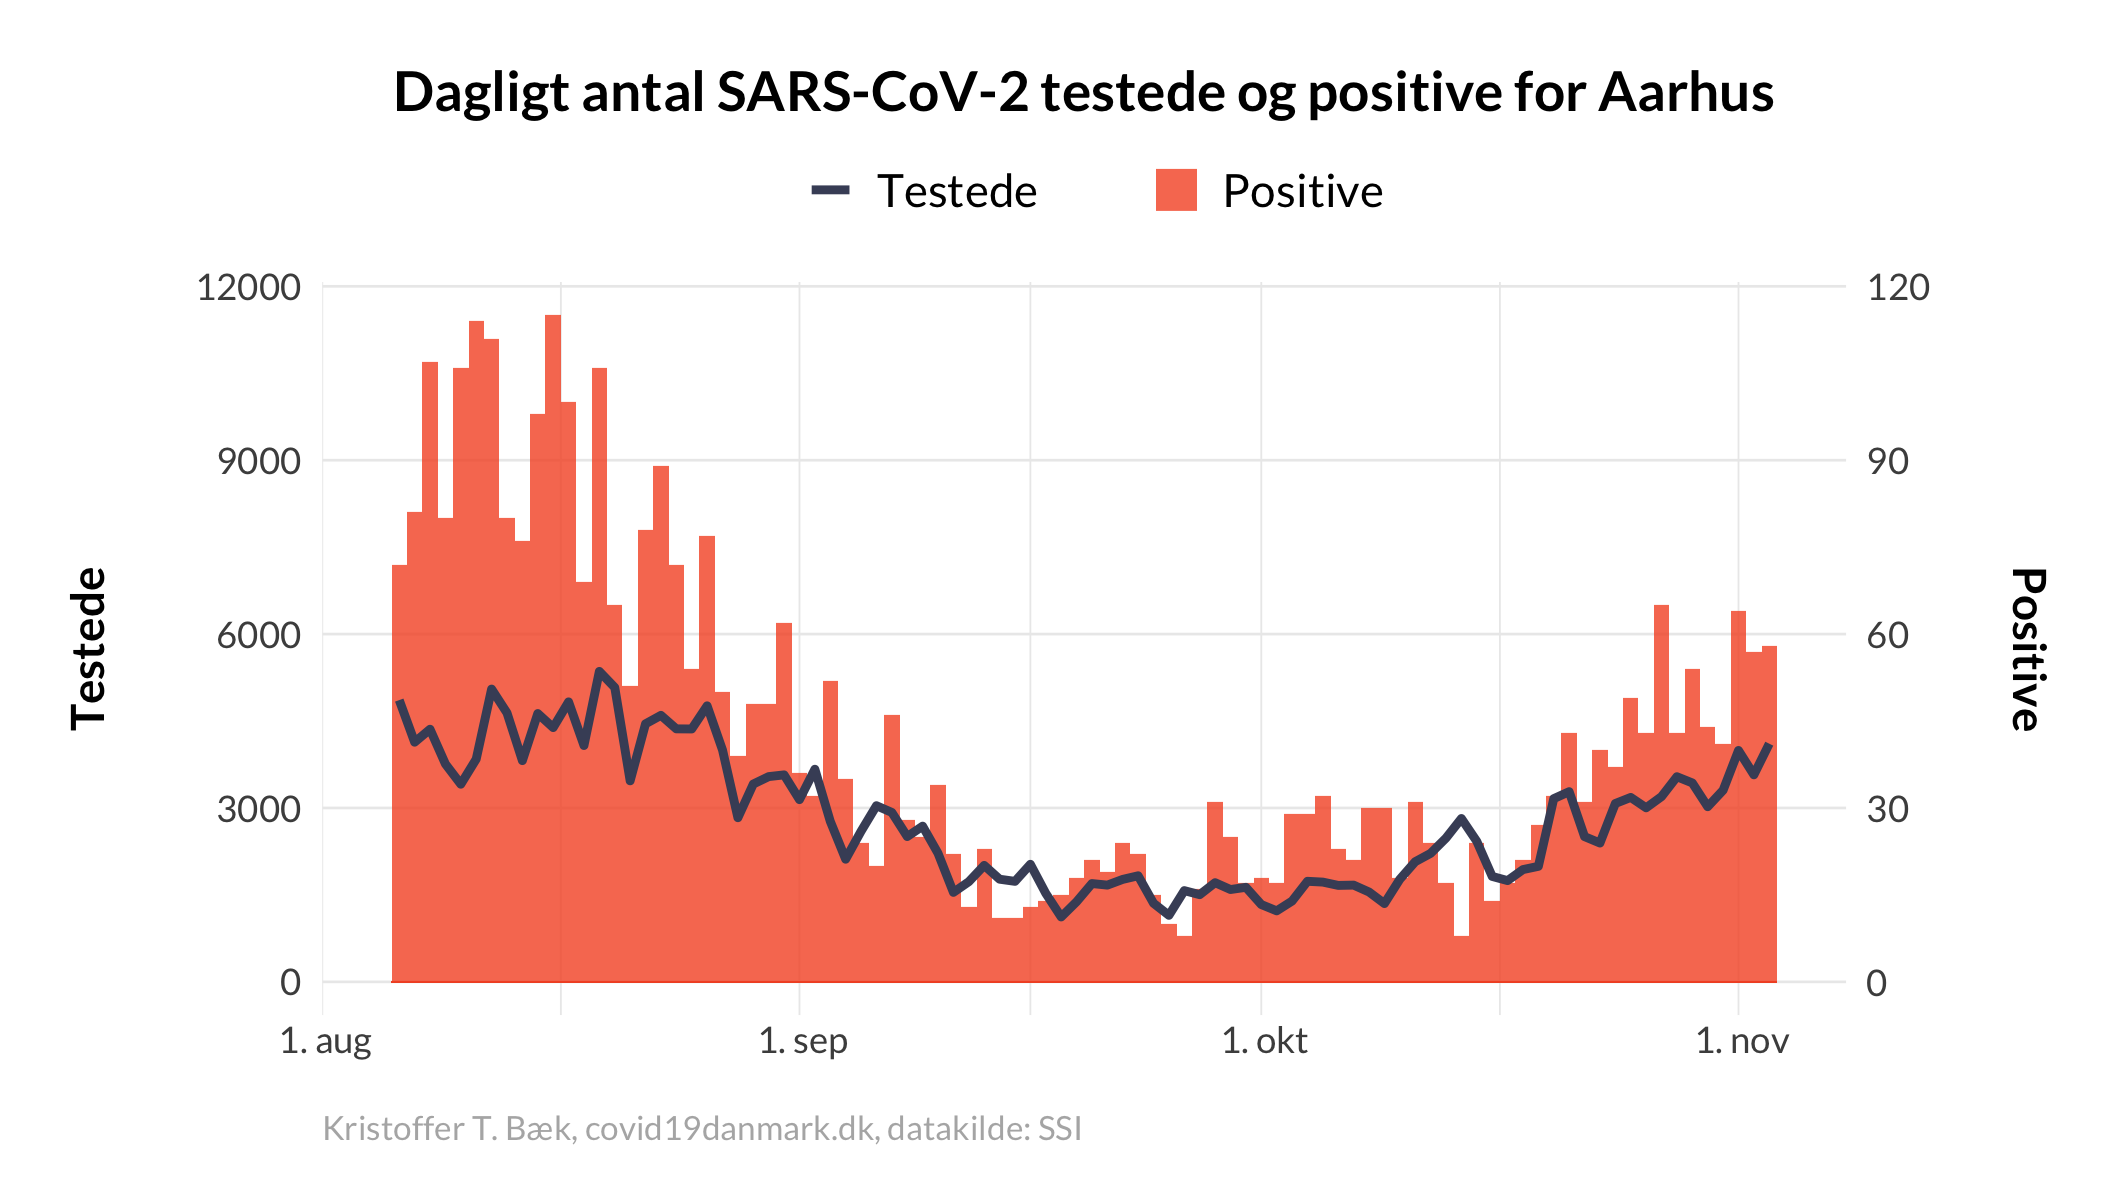 Dagligt antal SARS-CoV-2 testede og positive for Aarhus
Testede Positive
12000 120
9000 90
6000 60
3000 30
0 0
Testede
Positive
1. aug 1. sep 1. okt 1. nov
Kristoffer T. Bæk, covid19danmark.dk, datakilde: SSI